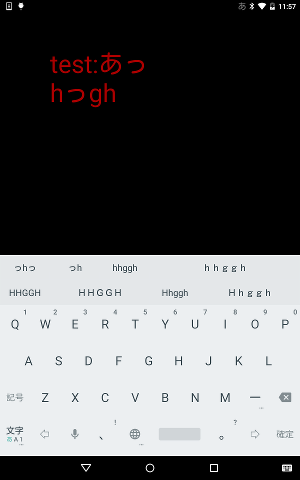 あ 11:57
test:あっ
hっgh
っhっ っh hhggh ｈｈｇｇｈ
HHGGH ＨＨＧＧＨ Hhggh Ｈｈｇｇｈ
1 2 3 4 5 6 7 8 9 0
Q W E R T Y U I O P
A S D F G H J K L
記号 Z X C V B N M ー
文字 、 ! 。 ? 確定
あ A 1